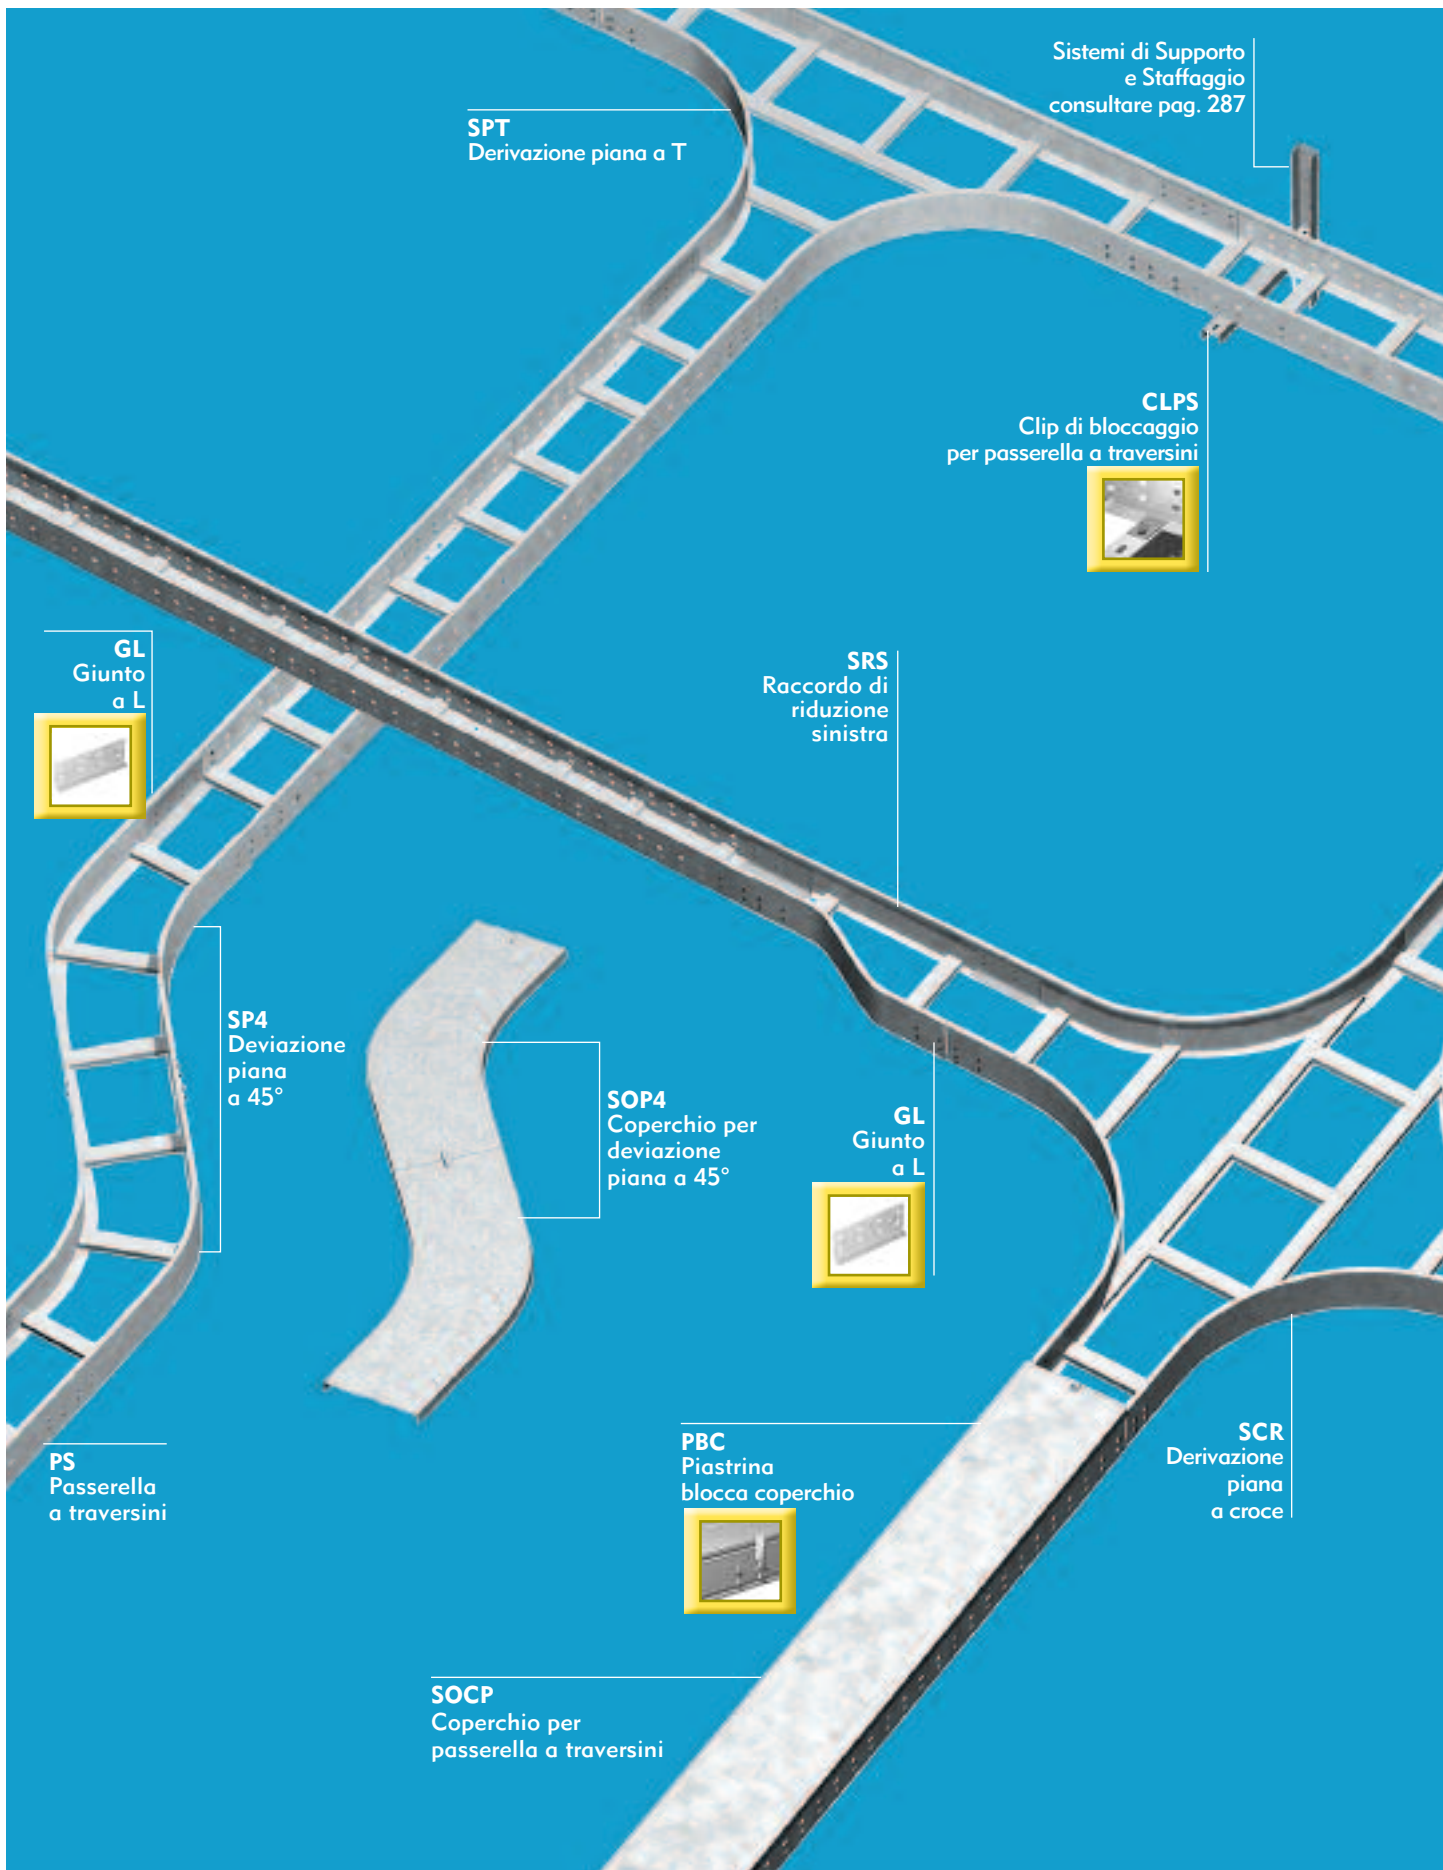 Sistemi di Supporto
e Staffaggio
consultare pag. 287
SPT
Derivazione piana a T
CLPS
Clip di bloccaggio
per passerella a traversini
GL
Giunto
a L
SRS
Raccordo di
riduzione
sinistra
SP4
Deviazione
piana
a 45°
SOP4
Coperchio per
deviazione
piana a 45°
GL
Giunto
a L
PS
Passerella
a traversini
PBC
Piastrina
blocca coperchio
SCR
Derivazione
piana
a croce
SOCP
Coperchio per
passerella a traversini